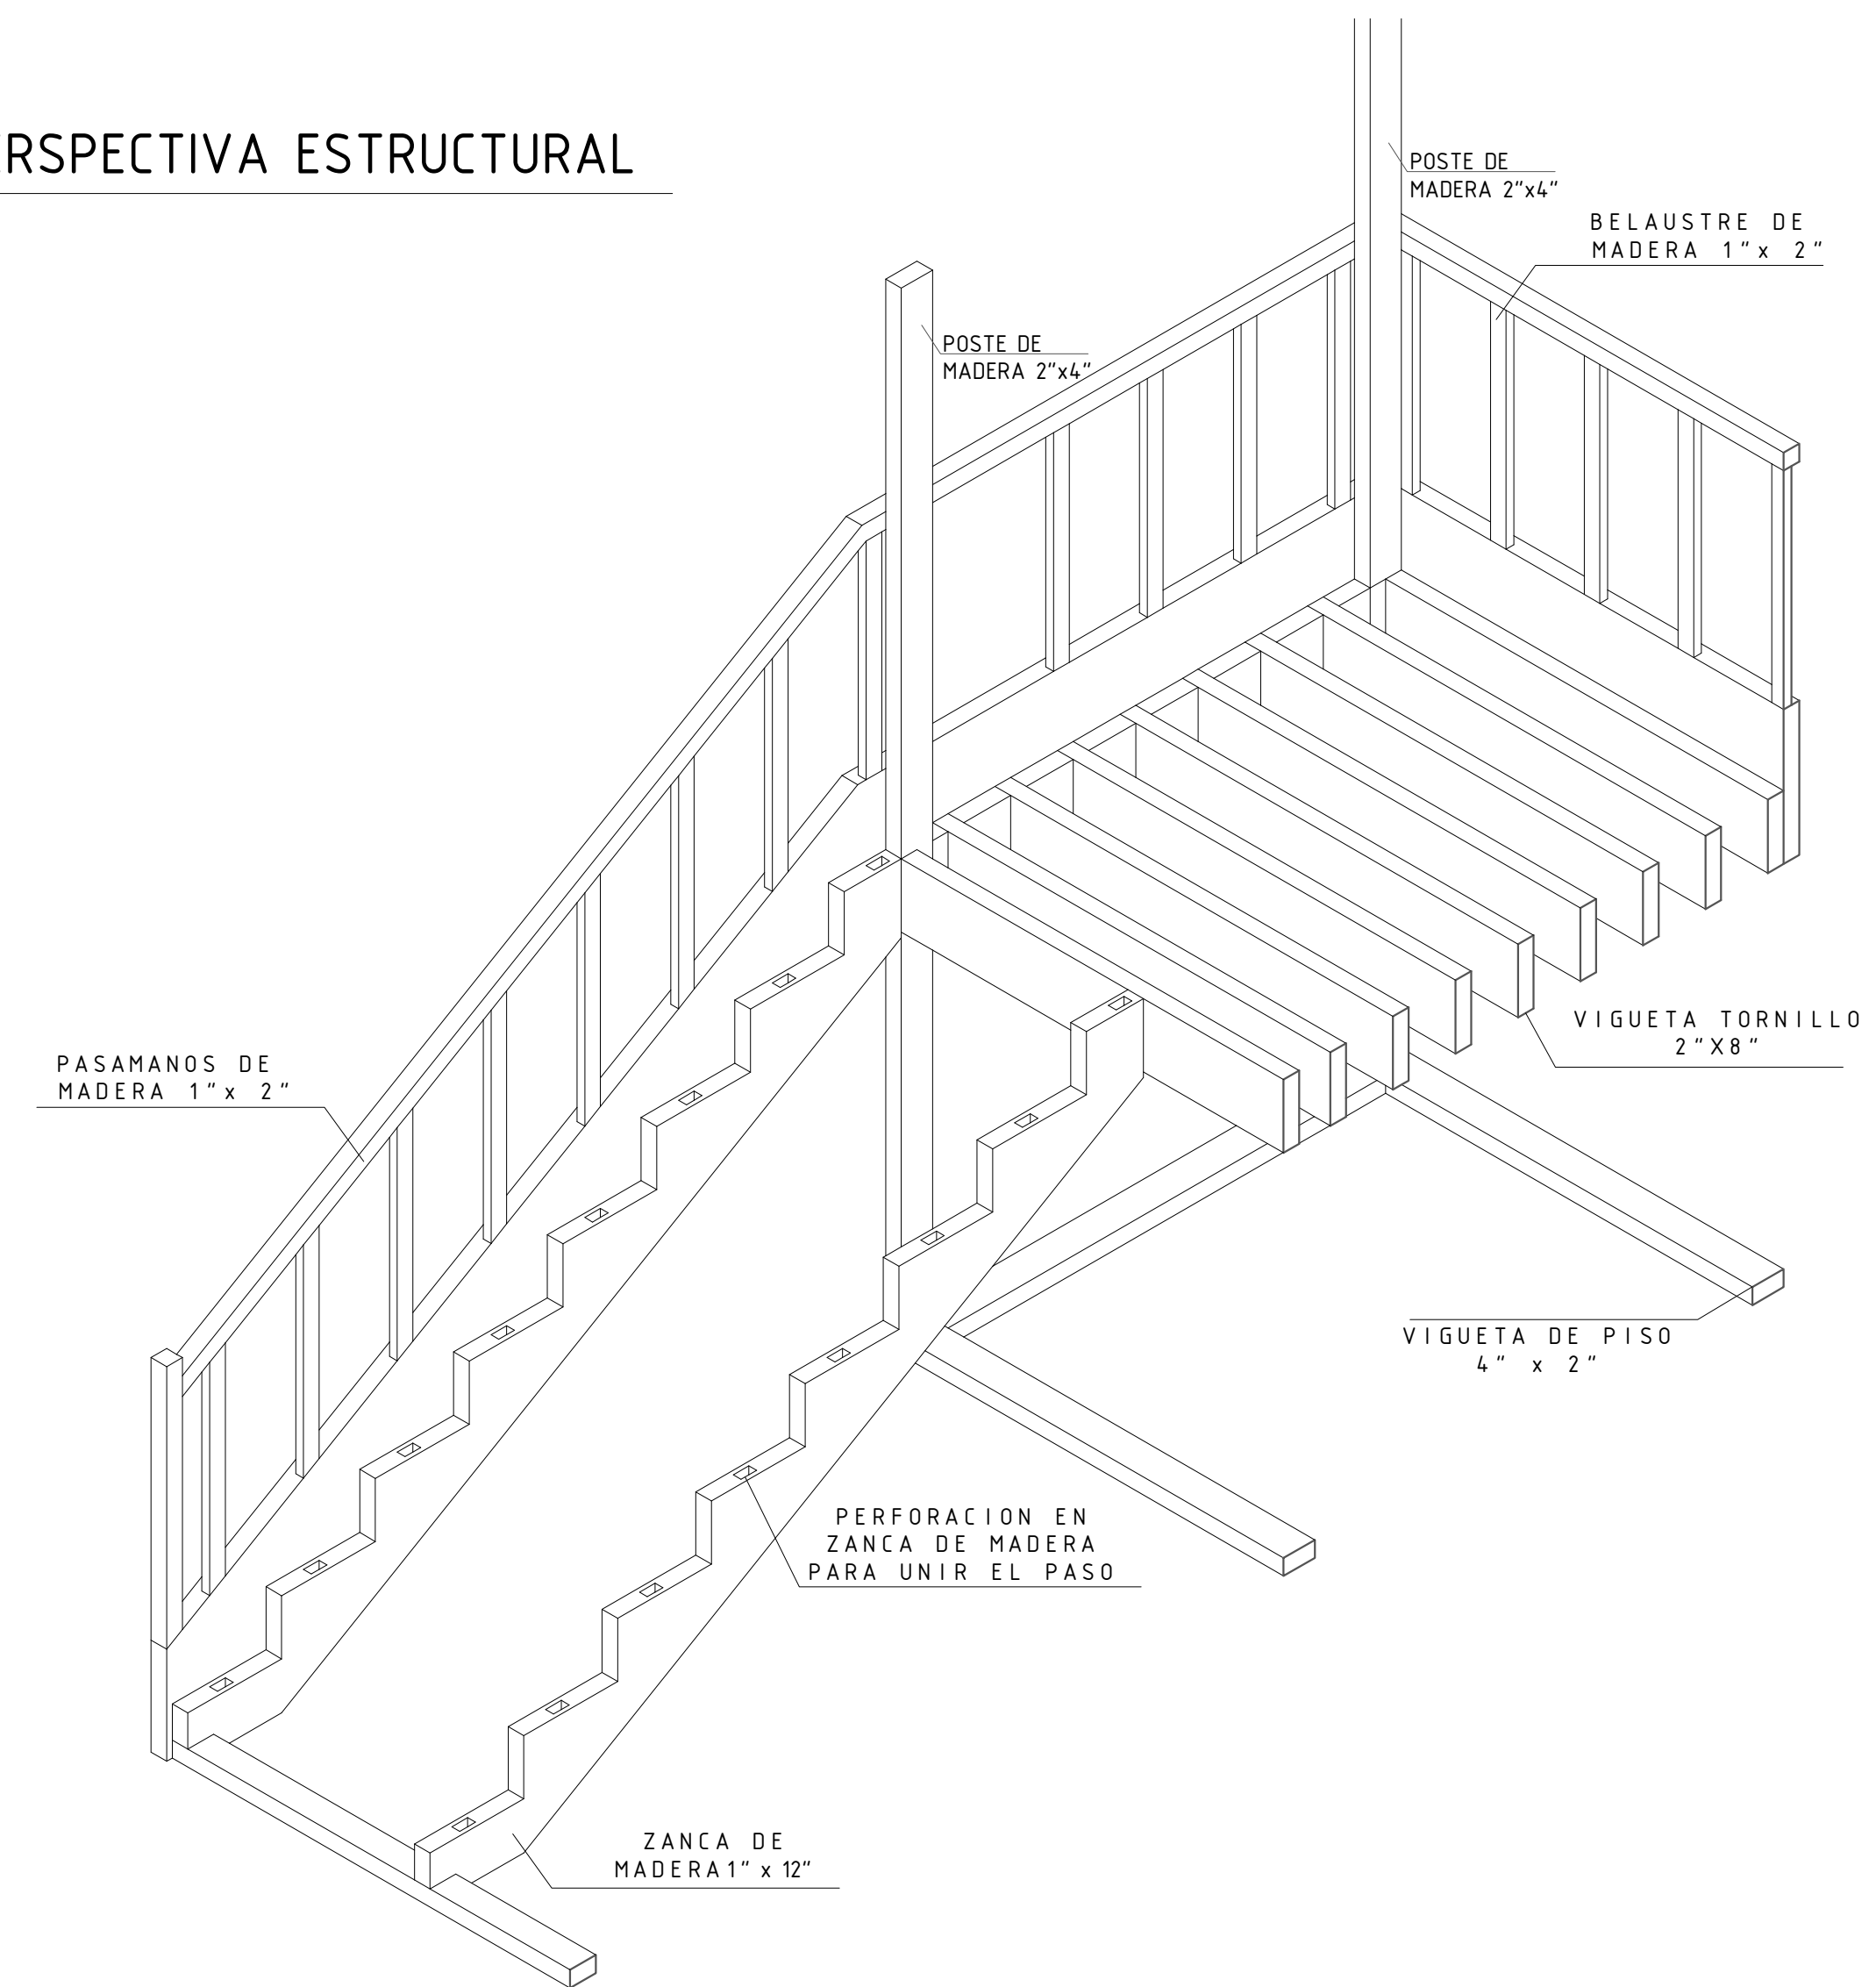 ERSPECTIVA ESTRUCTURAL
POSTE DE
MADERA 2"x4"
BELAUSTRE DE
MADERA 1"x 2"
POSTE DE
MADERA 2"x4"
VIGUETA TORNILLO
2"X8"
PASAMANOS DE
MADERA 1"x 2"
VIGUETA DE PISO
4" x 2"
PERFORACION EN
ZANCA DE MADERA
PARA UNIR EL PASO
ZANCA DE
MADERA1" x 12"